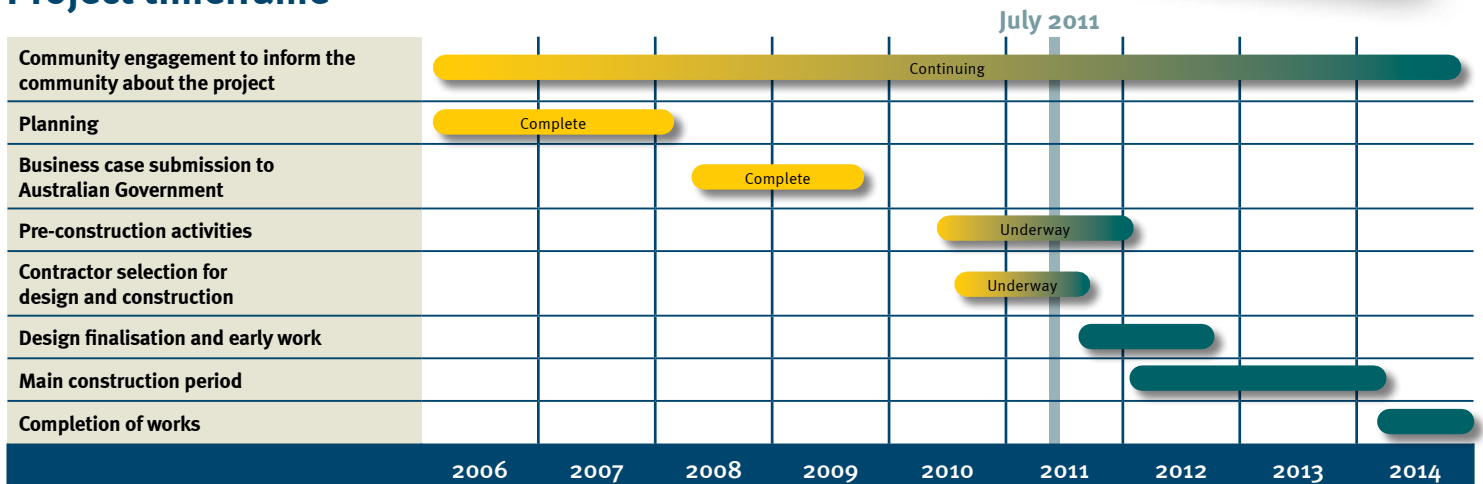 Project timeframe
July 2011
Community engagement to inform the
community about the project
Continuing
Planning
Complete
Business case submission to
Australian Government
Complete
Pre-construction activities
Underway
Contractor selection for
design and construction
Underway
Design finalisation and early work
Main construction period
Completion of works
2006 2007 2008 2009 2010 2011 2012 2013 2014